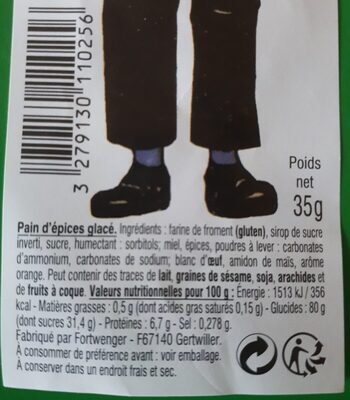 3 279130 110256
Poids
net
35g
Pain d'épices glacé. Ingrédients : farine de froment (gluten), sirop de sucre
inverti, sucre, humectant : sorbitols; miel, épices, poudres à lever : carbonates
d'ammonium, carbonates de sodium; blanc d'œuf, amidon de maïs, arôme
orange. Peut contenir des traces de lait, graines de sésame, soja, arachides et
de fruits à coque. Valeurs nutritionnelles pour 100 g : Énergie : 1513 kJ / 356
kcal - Matières grasses : 0,5 g (dont acides gras saturés 0,15 g) - Glucides : 80 g
(dont sucres 31,4 g) - Protéines : 6,7 g - Sel : 0,278 g.
Fabriqué par Fortwenger - F67140 Gertwiller.
À consommer de préférence avant : voir emballage.
À conserver dans un endroit frais et sec.